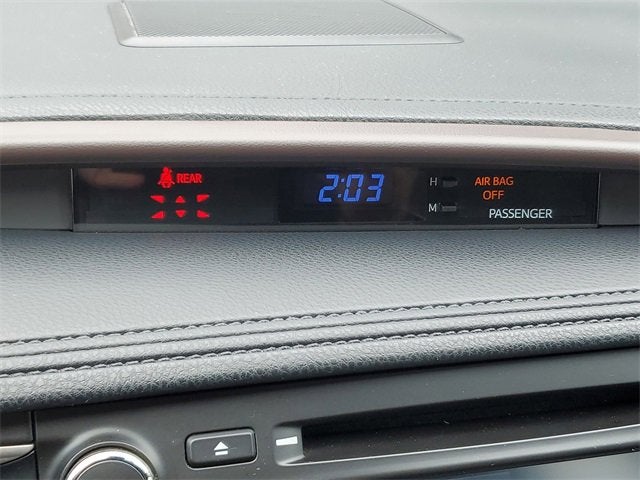 REAR
2:03
H
M
AIR BAG
OFF
PASSENGER